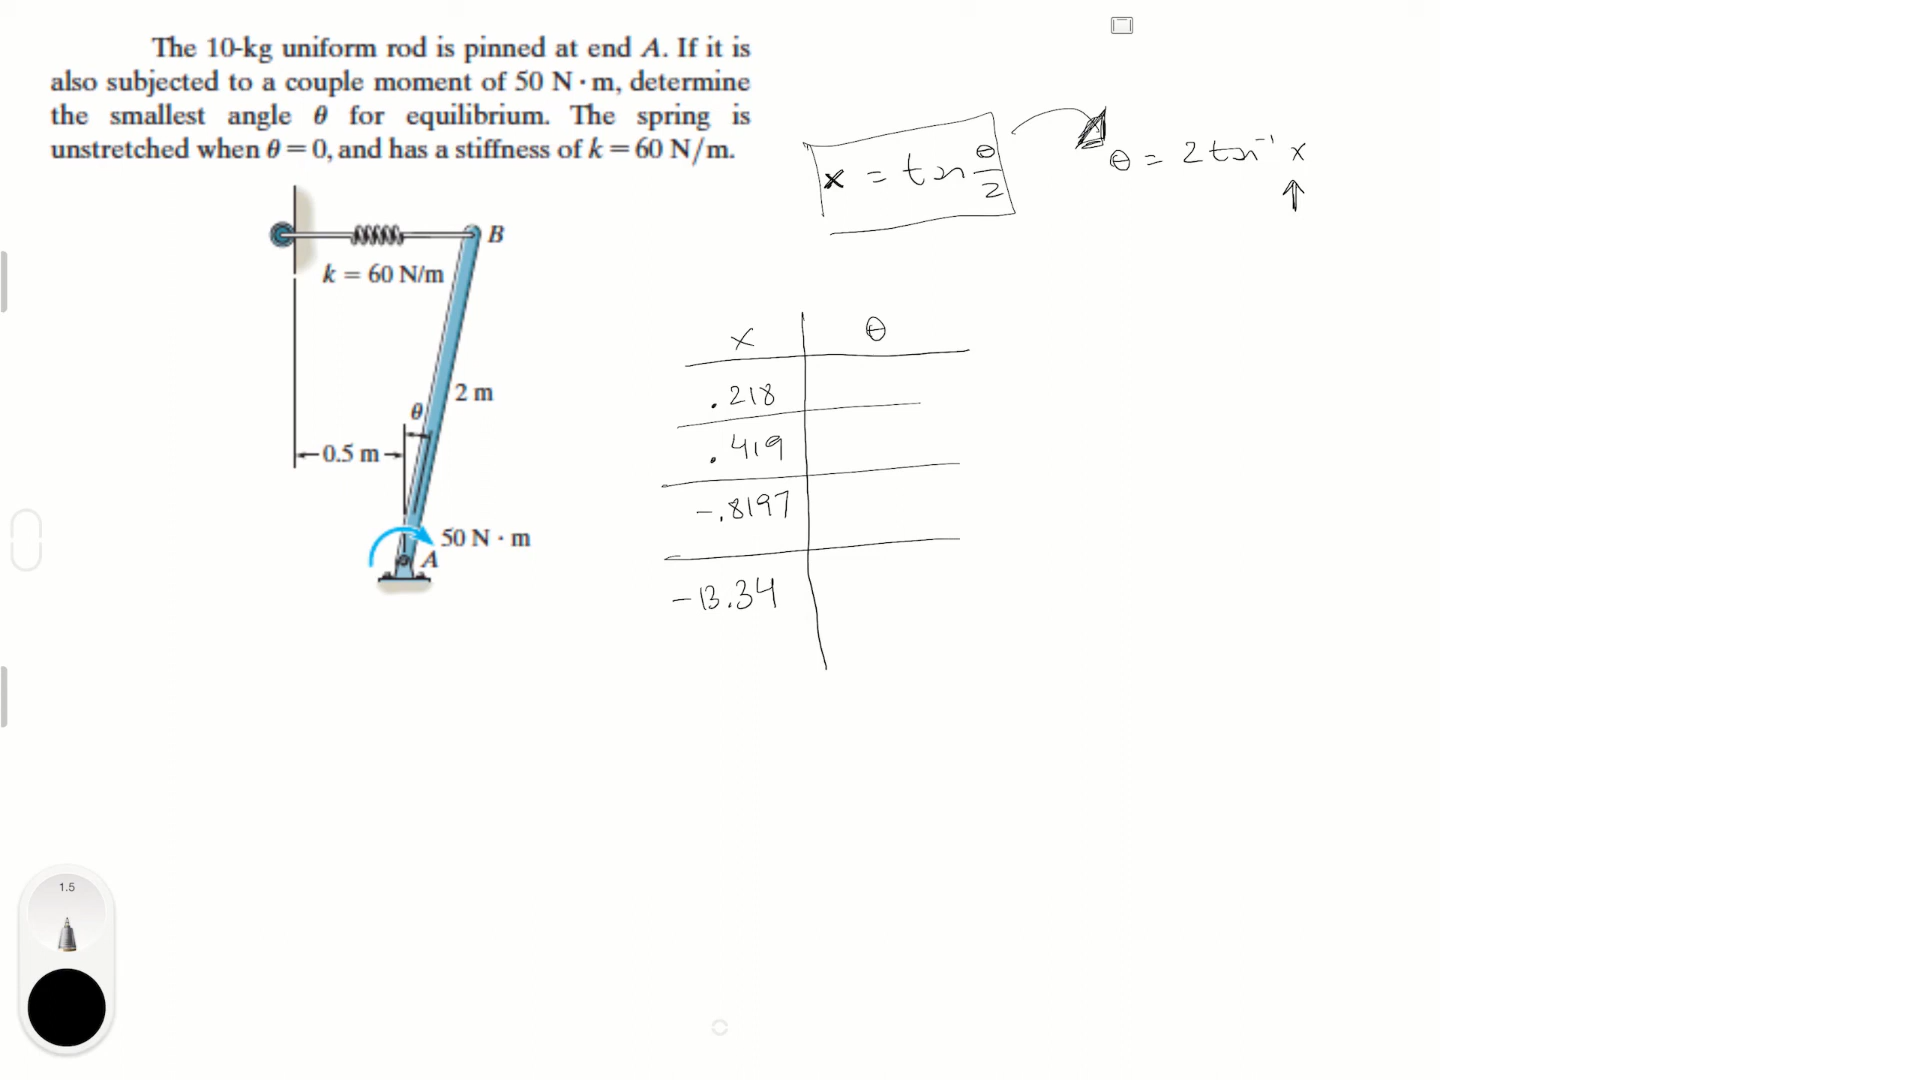 The 10-kg uniform rod is pinned at end A. If it is
also subjected to a couple moment of 50 N · m, determine
the smallest angle θ for equilibrium. The spring is
unstretched when θ = 0, and has a stiffness of k = 60 N/m.
B
k = 60 N/m
2 m
θ
0.5 m
50 N · m
A
x = tan θ/2
θ = 2 tan⁻¹ x
x θ
.218
.419
-.8197
-13.34
1.5